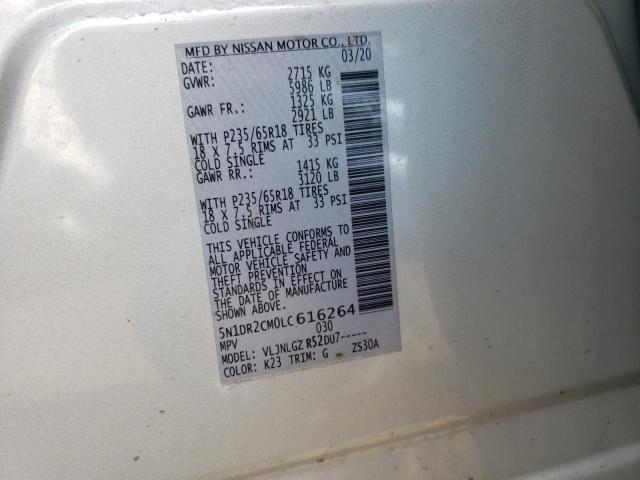 MFD BY NISSAN MOTOR CO., LTD.
DATE: 03/20
GVWR: 2715 KG
5986 LB
GAWR FR.: 1325 KG
2921 LB
WITH P235/65R18 TIRES
18 X 7.5 RIMS AT 33 PSI
COLD SINGLE
GAWR RR.: 1415 KG
3120 LB
WITH P235/65R18 TIRES
18 X 7.5 RIMS AT 33 PSI
COLD SINGLE
THIS VEHICLE CONFORMS TO
ALL APPLICABLE FEDERAL
MOTOR VEHICLE SAFETY AND
THEFT PREVENTION
STANDARDS IN EFFECT ON
THE DATE OF MANUFACTURE
SHOWN ABOVE.
5N1DR2CM0LC616264
MPV 030
MODEL: VLJNLGZ R52DU7-----
COLOR: K23 TRIM: G ZS30A